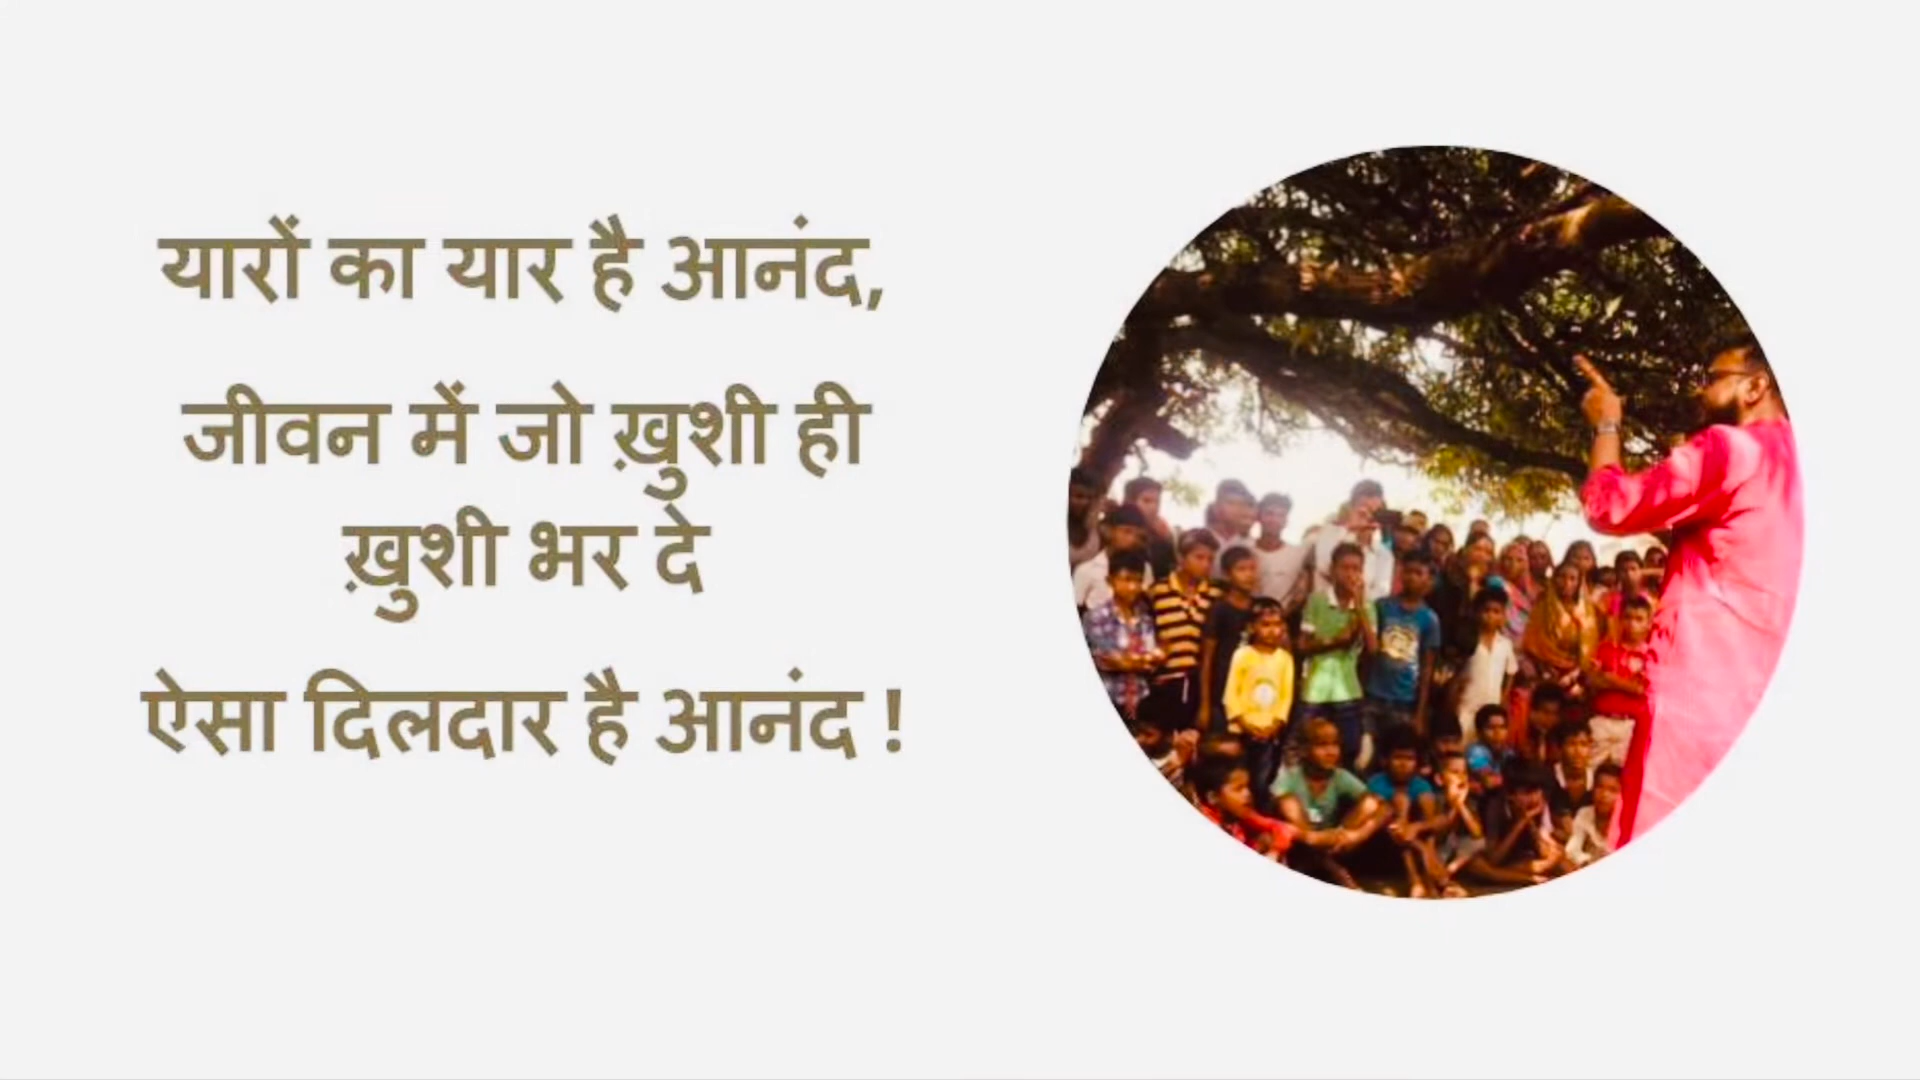 यारों का यार है आनंद,
जीवन में जो ख़ुशी ही
ख़ुशी भर दे
ऐसा दिलदार है आनंद !